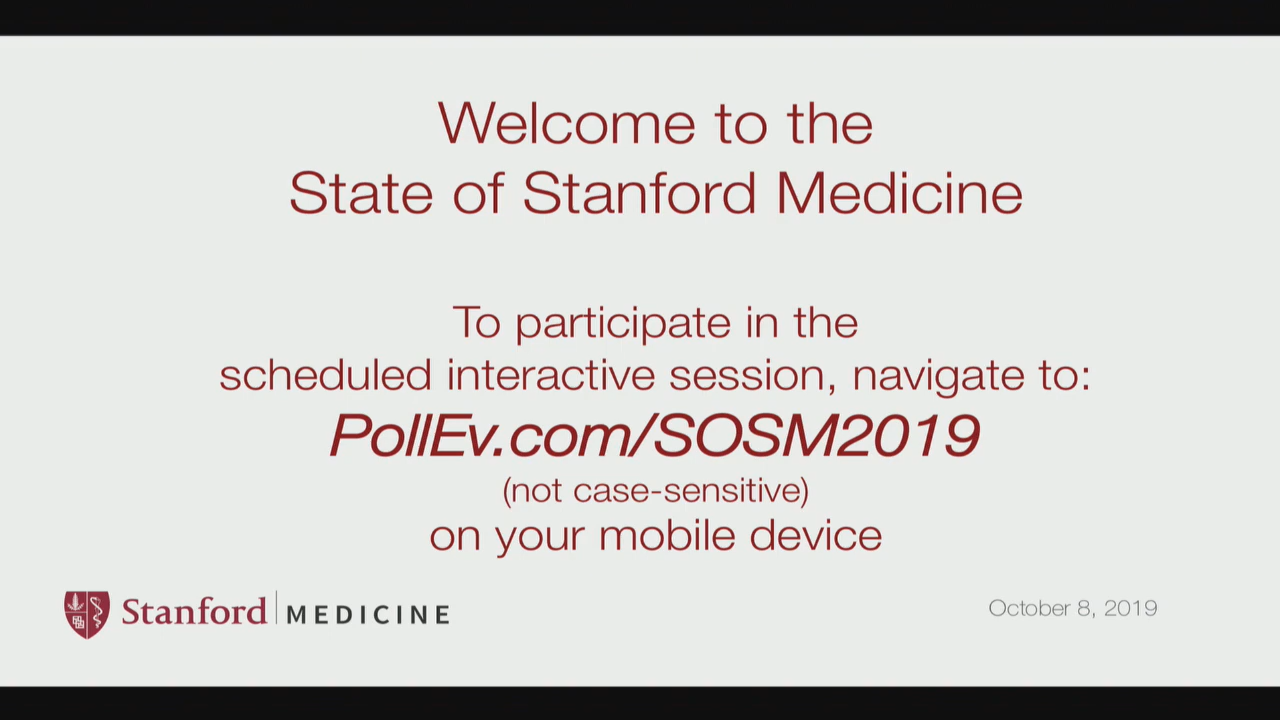 Welcome to the
State of Stanford Medicine
To participate in the
scheduled interactive session, navigate to:
PollEv.com/SOSM2019
(not case-sensitive)
on your mobile device
Stanford MEDICINE
October 8, 2019